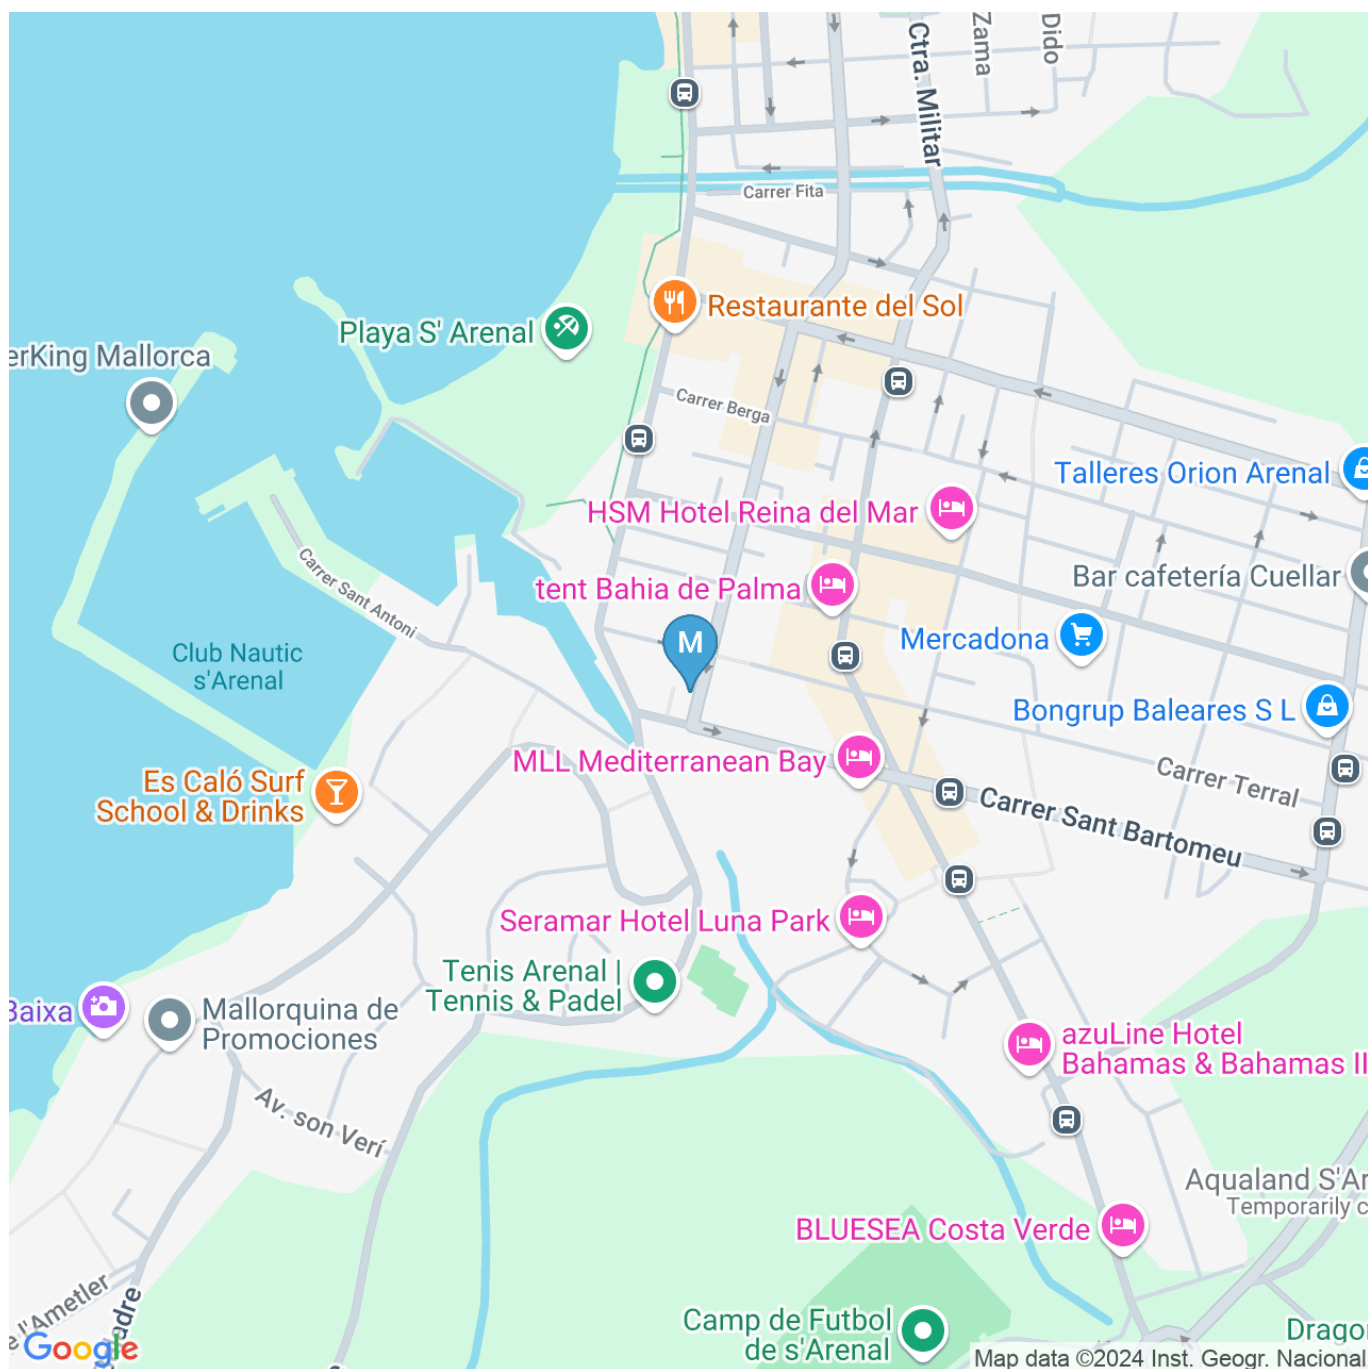 Zama
Dido
Ctra. Militar
Carrer Fita
Restaurante del Sol
Playa S' Arenal
erKing Mallorca
Carrer Berga
Talleres Orion Arenal
HSM Hotel Reina del Mar
Carrer Sant Antoni
tent Bahia de Palma
Bar cafetería Cuellar
M
Mercadona
Club Nautic
s'Arenal
Bongrup Baleares S L
MLL Mediterranean Bay
Carrer Terral
Es Caló Surf
School & Drinks
Carrer Sant Bartomeu
Seramar Hotel Luna Park
Tenis Arenal |
Tennis & Padel
Baixa
Mallorquina de
Promociones
azuLine Hotel
Bahamas & Bahamas II
Av. son Verí
Aqualand S'Ar
Temporarily c
BLUESEA Costa Verde
e l'Ametler
adre
Camp de Futbol
de s'Arenal
Drago
Google
Map data ©2024 Inst. Geogr. Nacional